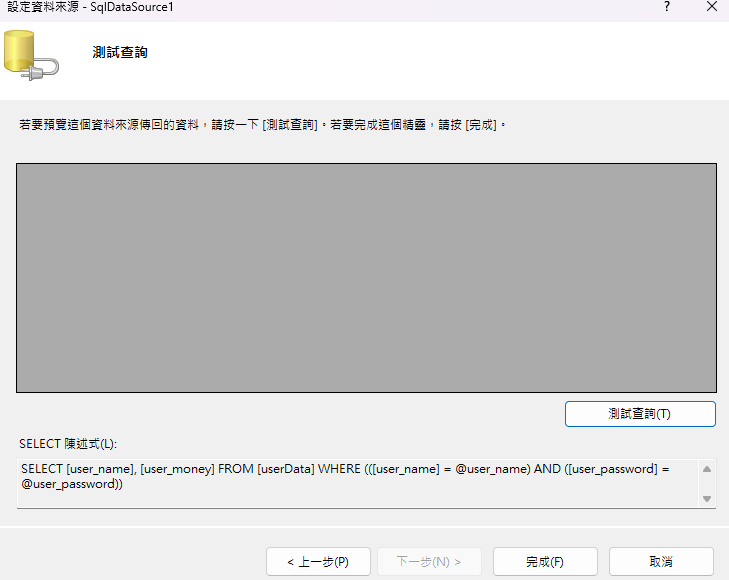 設定資料來源 - SqlDataSource1
?
測試查詢
若要預覽這個資料來源傳回的資料，請按一下 [測試查詢]。若要完成這個精靈，請按 [完成]。
測試查詢(T)
SELECT 陳述式(L):
SELECT [user_name], [user_money] FROM [userData] WHERE (([user_name] = @user_name) AND ([user_password] =
@user_password))
< 上一步(P)
下一步(N) >
完成(F)
取消